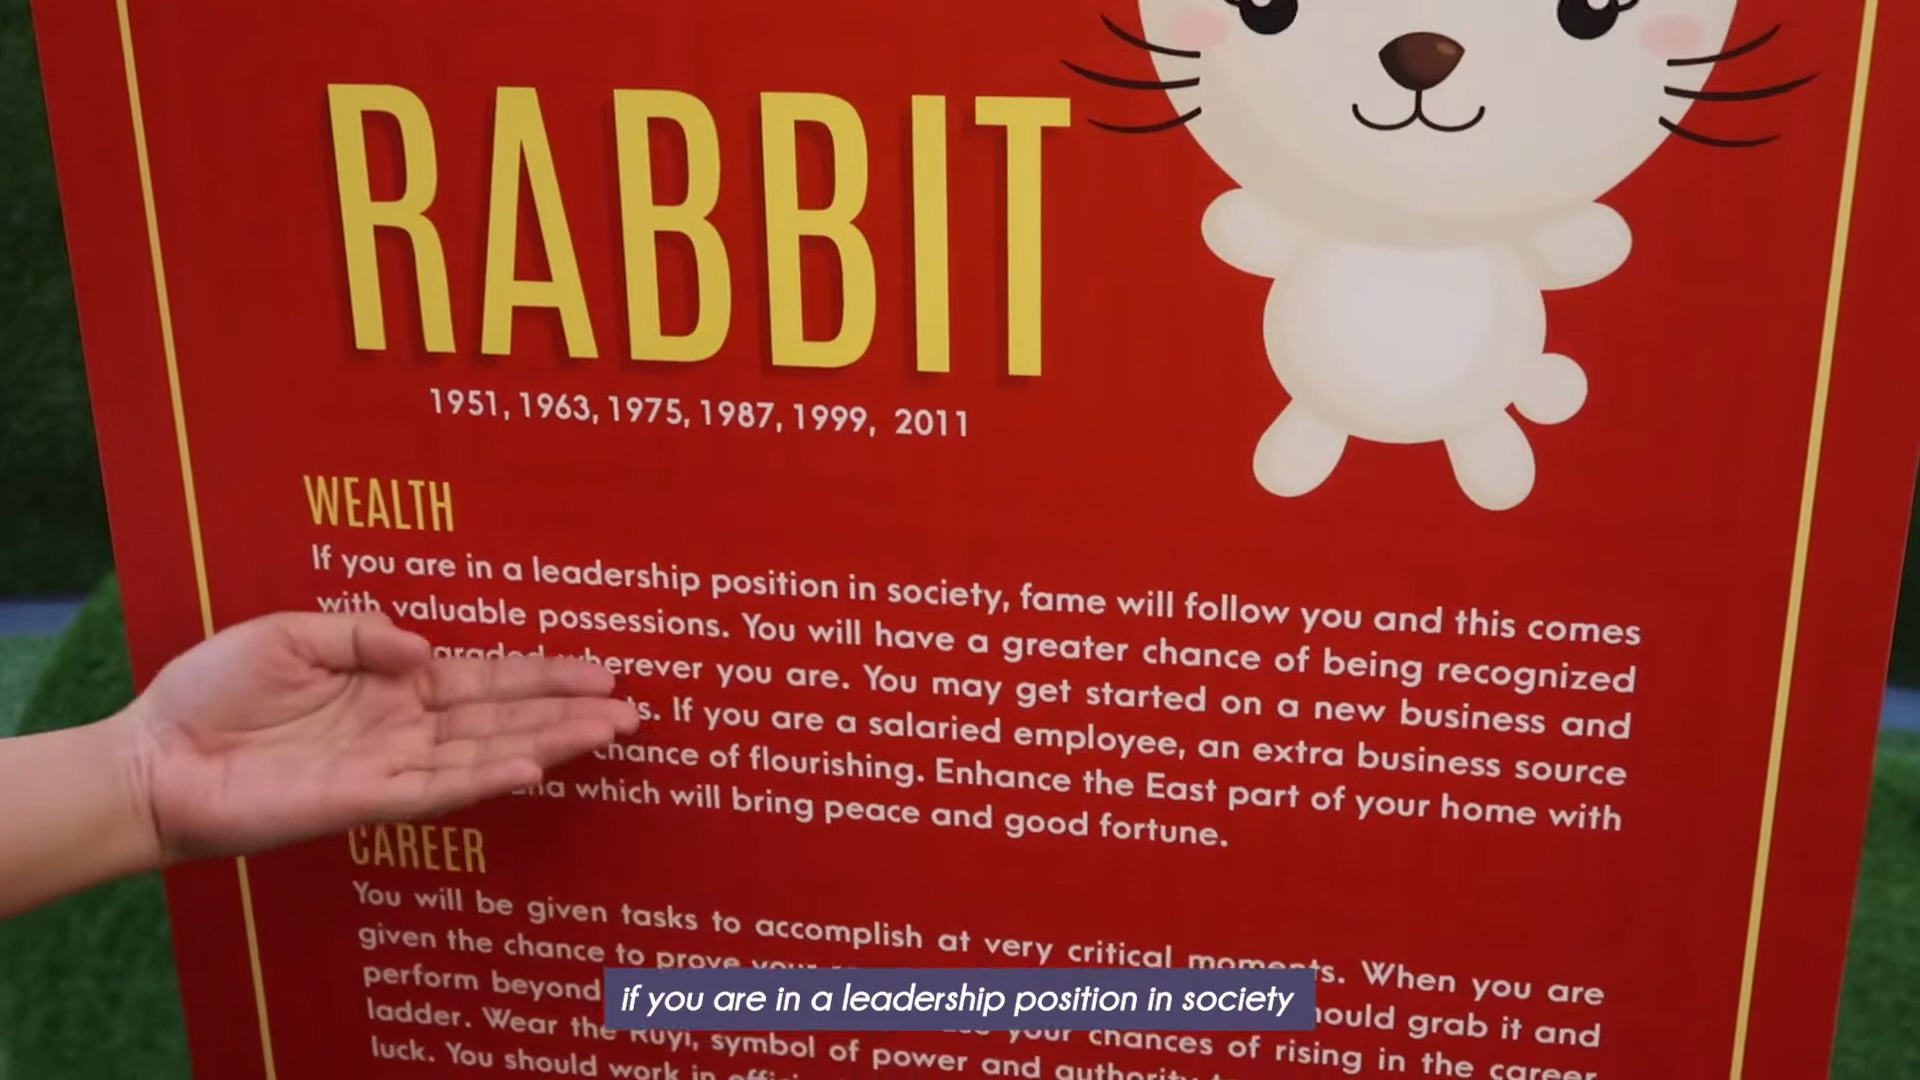 RABBIT
1951, 1963, 1975, 1987, 1999, 2011
WEALTH
If you are in a leadership position in society, fame will follow you and this comes
with valuable possessions. You will have a greater chance of being recognized
wherever you are. You may get started on a new business and
If you are a salaried employee, an extra business source
chance of flourishing. Enhance the East part of your home with
which will bring peace and good fortune.
CAREER
You will be given tasks to accomplish at very critical moments. When you are
given the chance to prove your
perform beyond should grab it and
ladder. Wear the Ruyi, symbol of power and authority
your chances of rising in the career
luck. You should work in
if you are in a leadership position in society